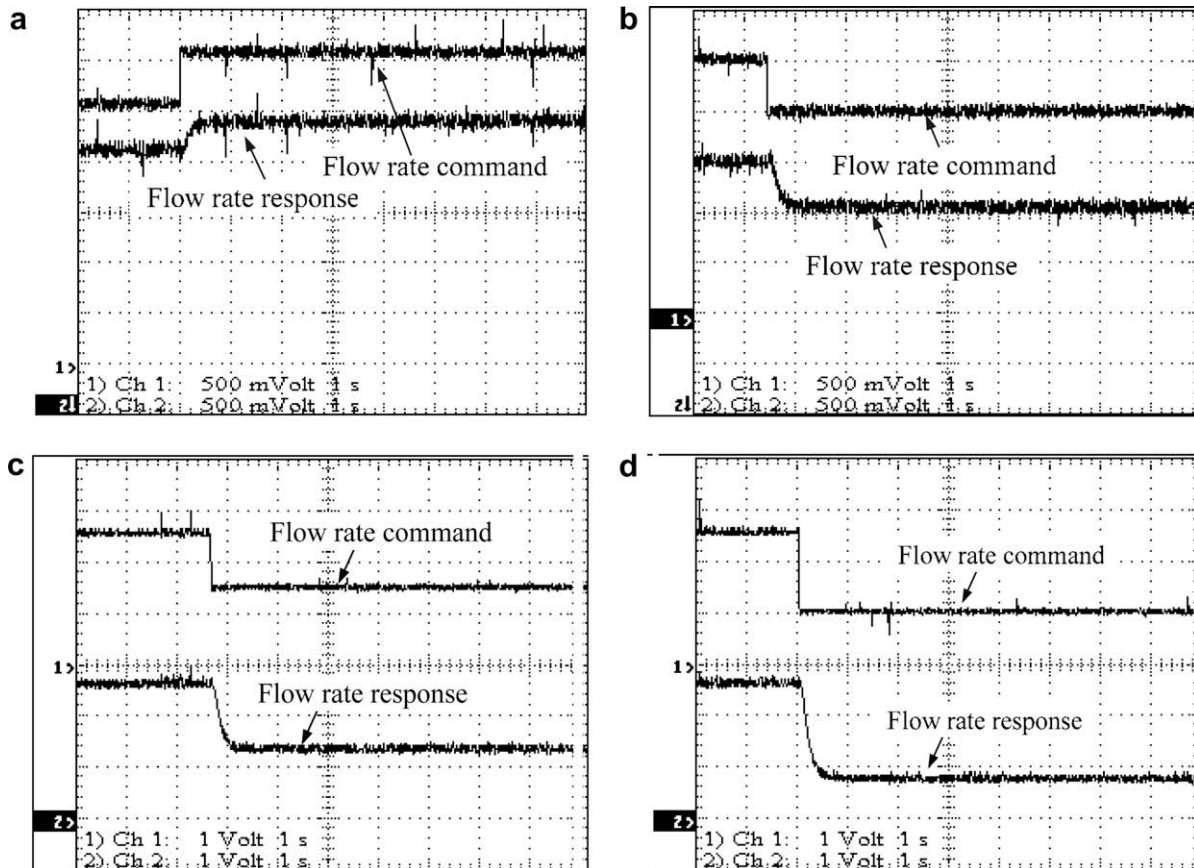 a
Flow rate command
Flow rate response
1>
1) Ch 1: 500 mVolt 1 s
2) Ch 2: 500 mVolt 1 s
2↓
b
Flow rate command
Flow rate response
1>
1) Ch 1: 500 mVolt 1 s
2) Ch 2: 500 mVolt 1 s
2↓
c
Flow rate command
1>
Flow rate response
2>
1) Ch 1: 1 Volt 1 s
2) Ch 2: 1 Volt 1 s
d
Flow rate command
1>
Flow rate response
2>
1) Ch 1: 1 Volt 1 s
2) Ch 2: 1 Volt 1 s